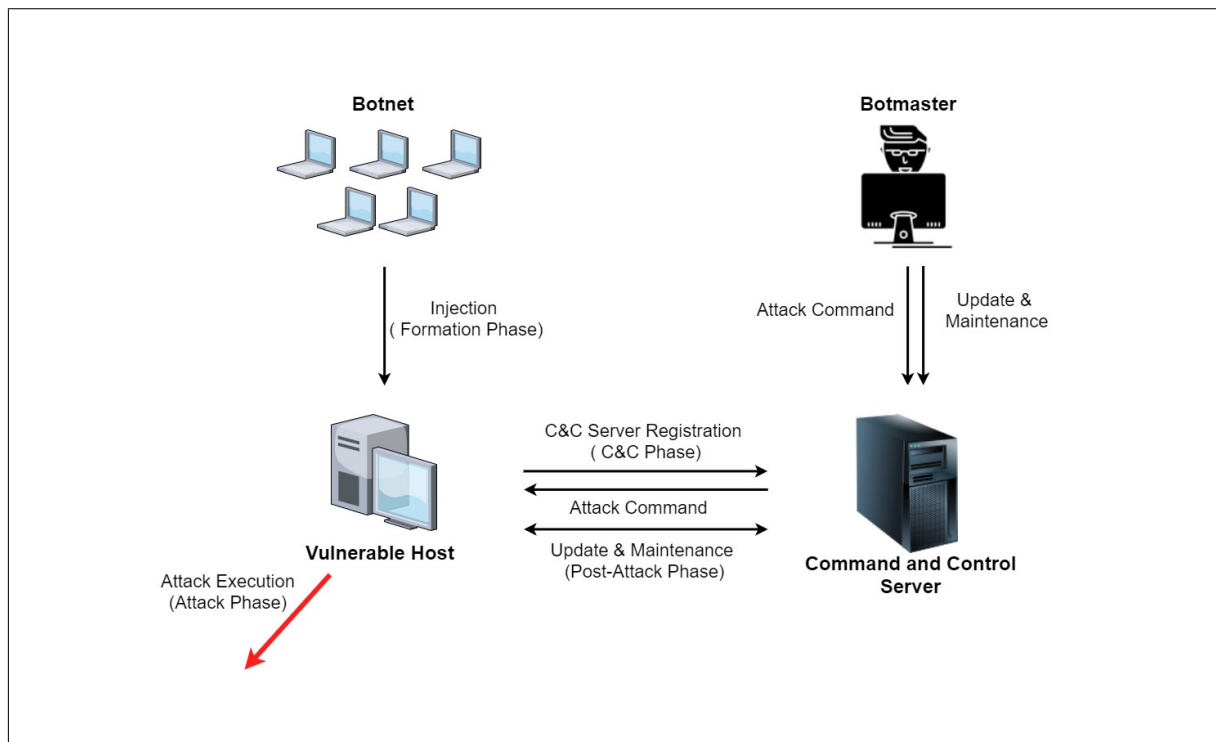 Botnet
Botmaster
Injection
( Formation Phase)
Attack Command
Update &
Maintenance
C&C Server Registration
( C&C Phase)
Attack Command
Update & Maintenance
(Post-Attack Phase)
Vulnerable Host
Command and Control
Server
Attack Execution
(Attack Phase)